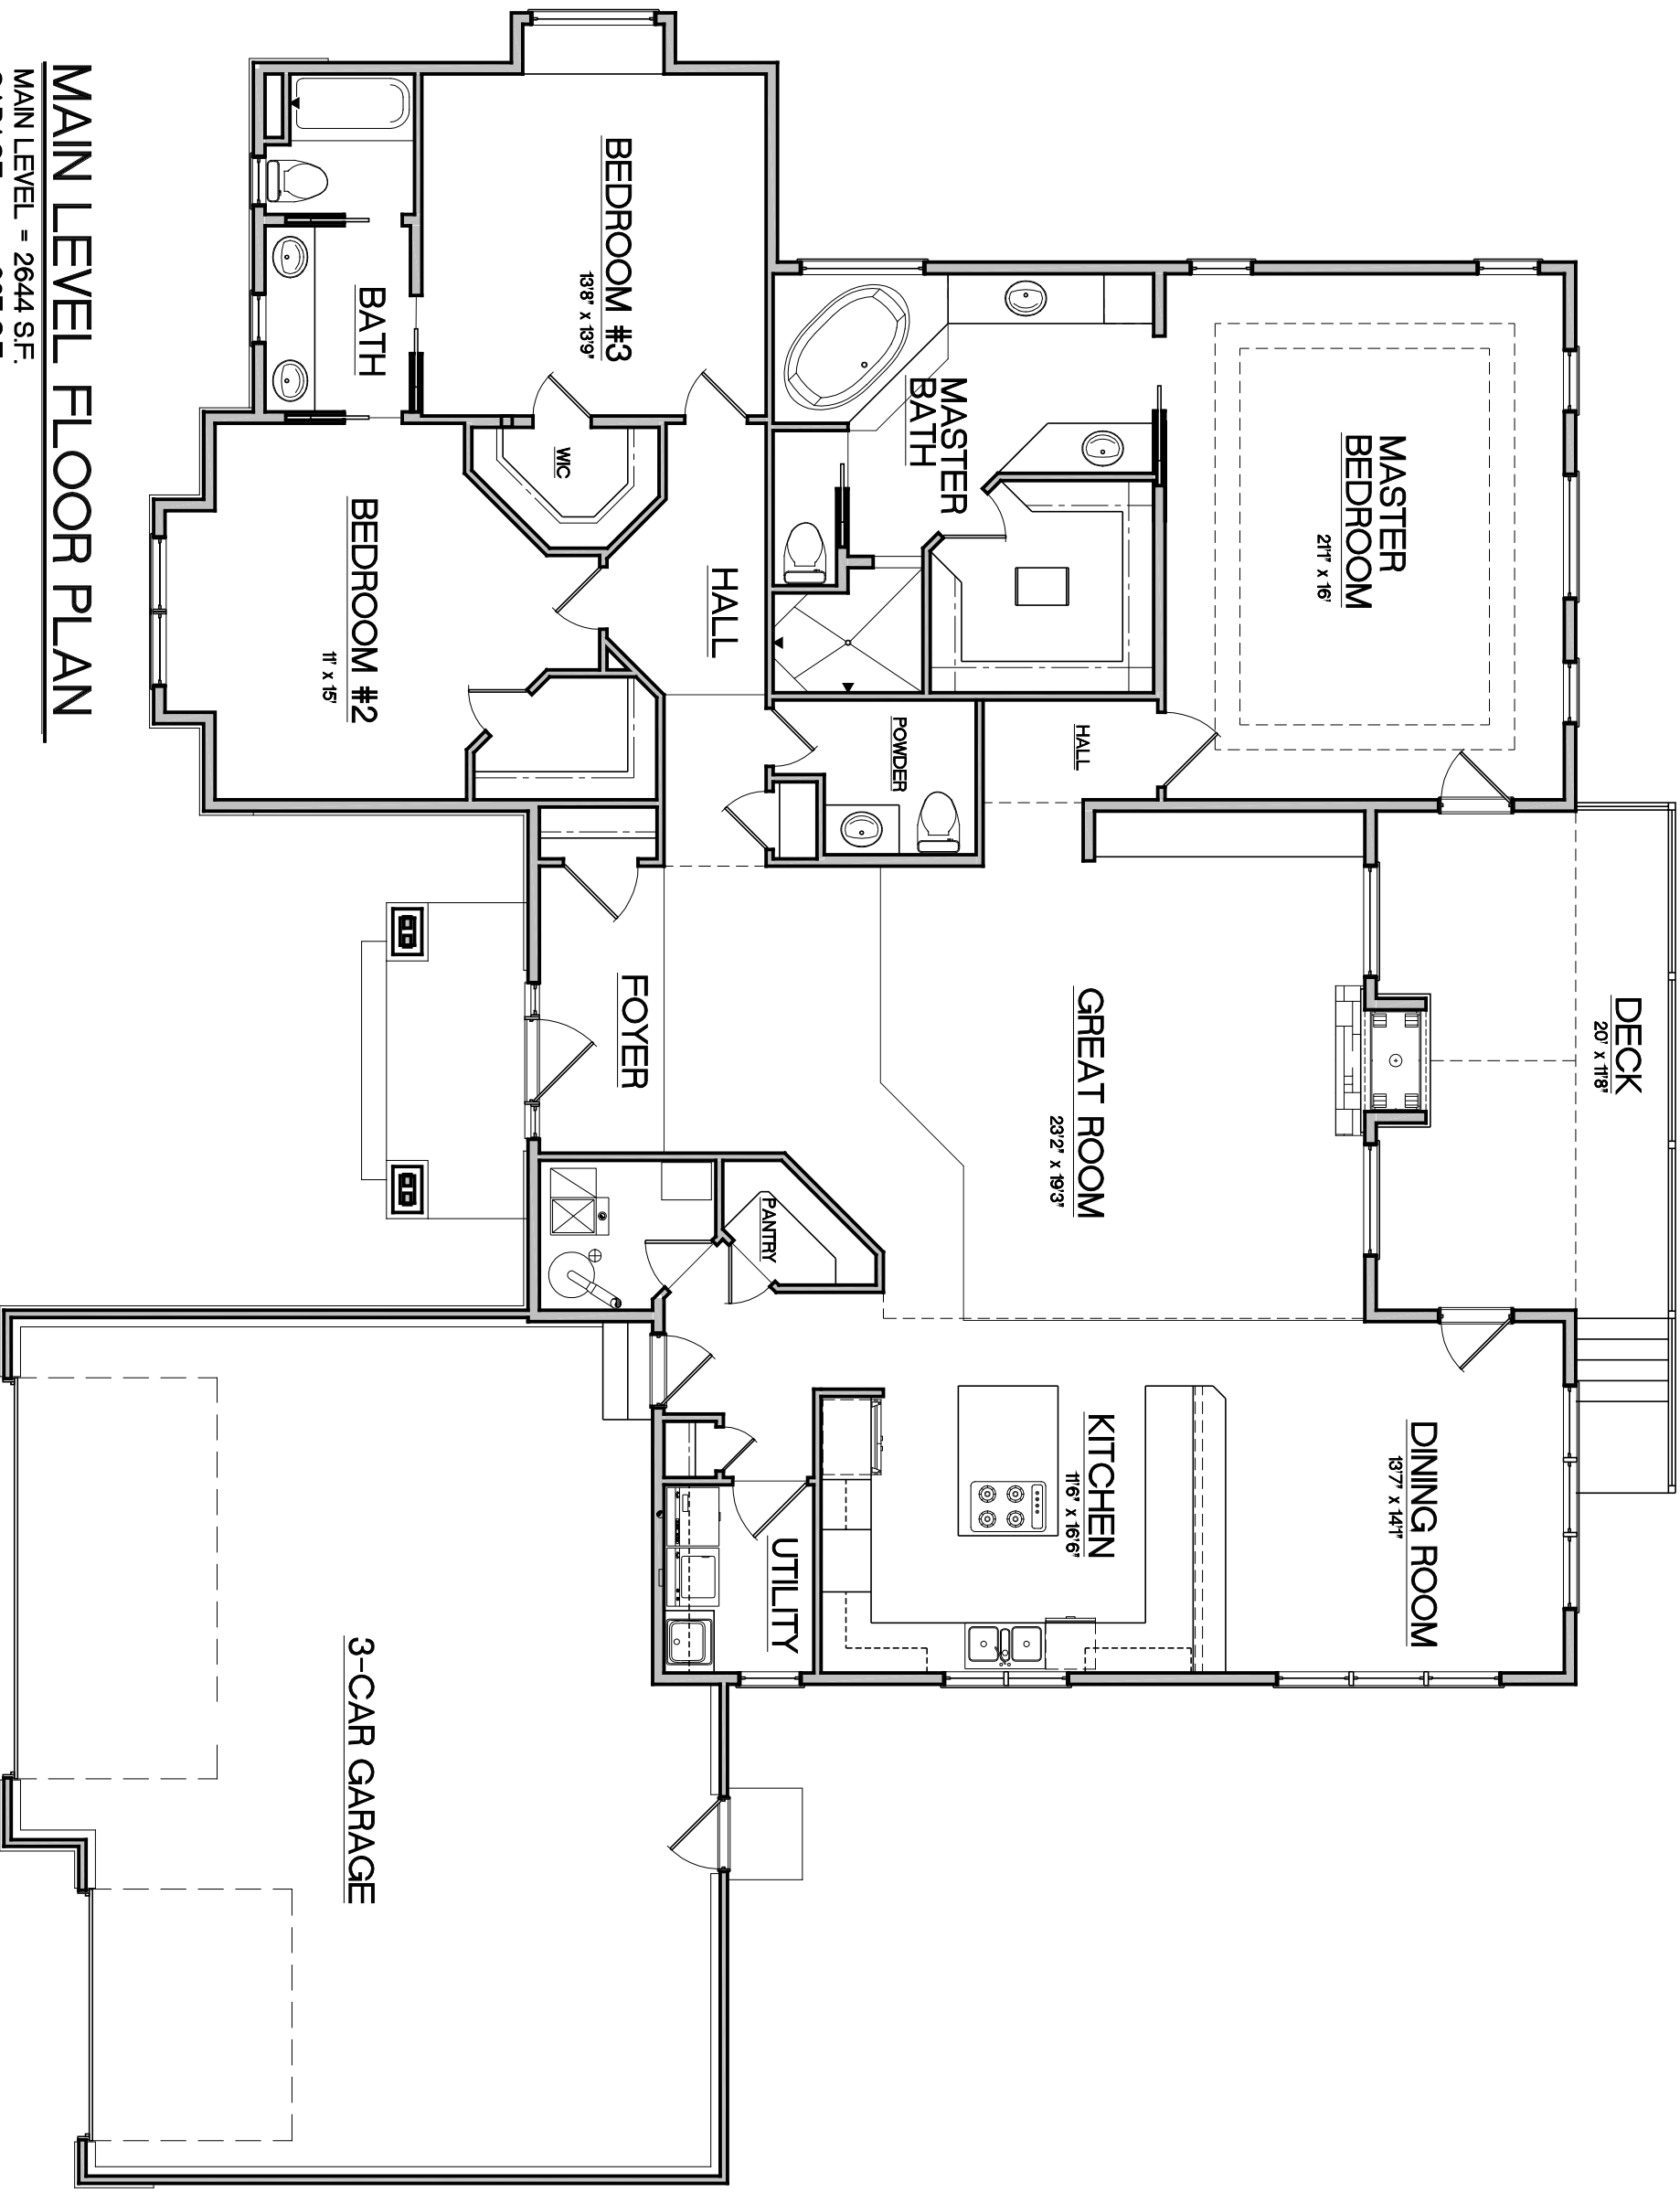 DECK
20' x 11'8"
MASTER
BEDROOM
21'1" x 16'
DINING ROOM
13'7" x 14'1"
GREAT ROOM
23'2" x 19'3"
KITCHEN
11'6" x 16'6"
HALL
MASTER
BATH
POWDER
PANTRY
UTILITY
HALL
BEDROOM #3
13'8" x 13'9"
WIC
FOYER
BATH
BEDROOM #2
11' x 15'
3-CAR GARAGE
MAIN LEVEL FLOOR PLAN
MAIN LEVEL = 2644 S.F.